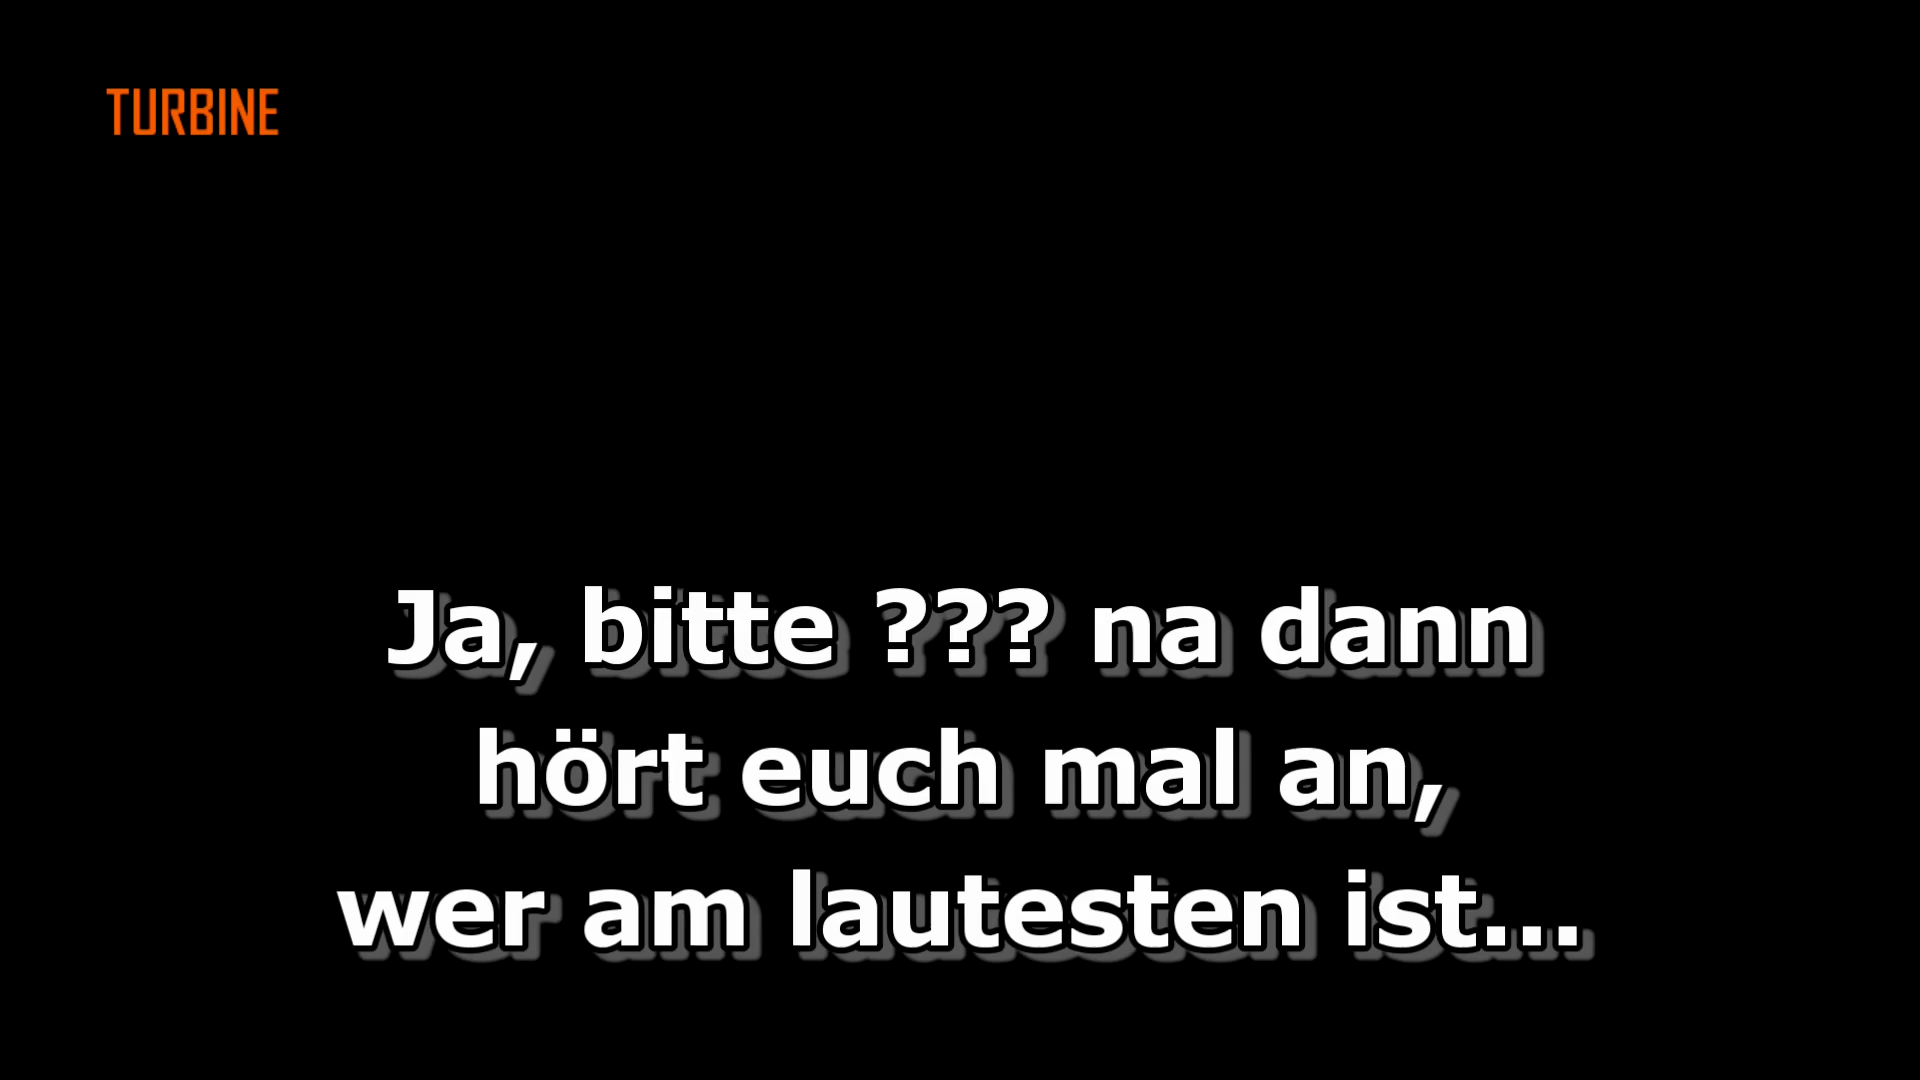 TURBINE
Ja, bitte ??? na dann
hört euch mal an,
wer am lautesten ist...